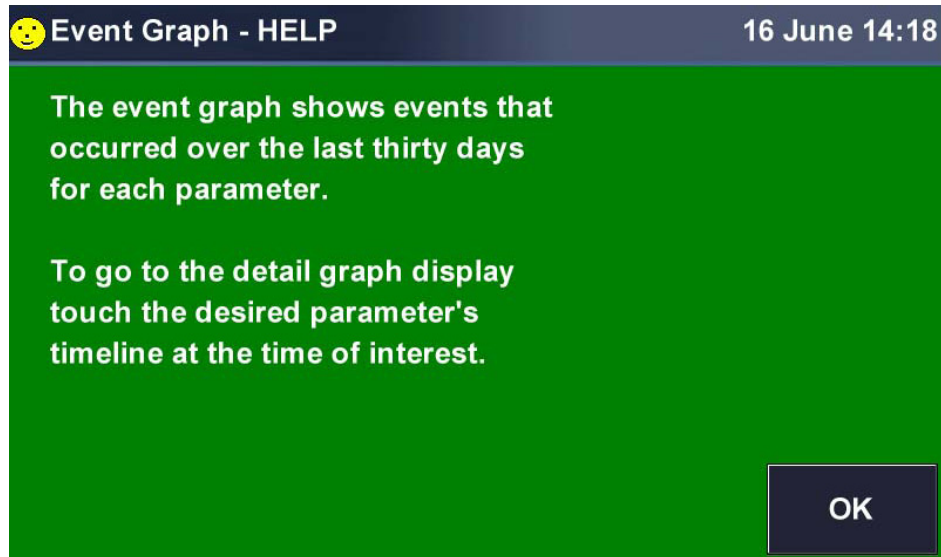 Event Graph - HELP 16 June 14:18
The event graph shows events that
occurred over the last thirty days
for each parameter.
To go to the detail graph display
touch the desired parameter's
timeline at the time of interest.
OK